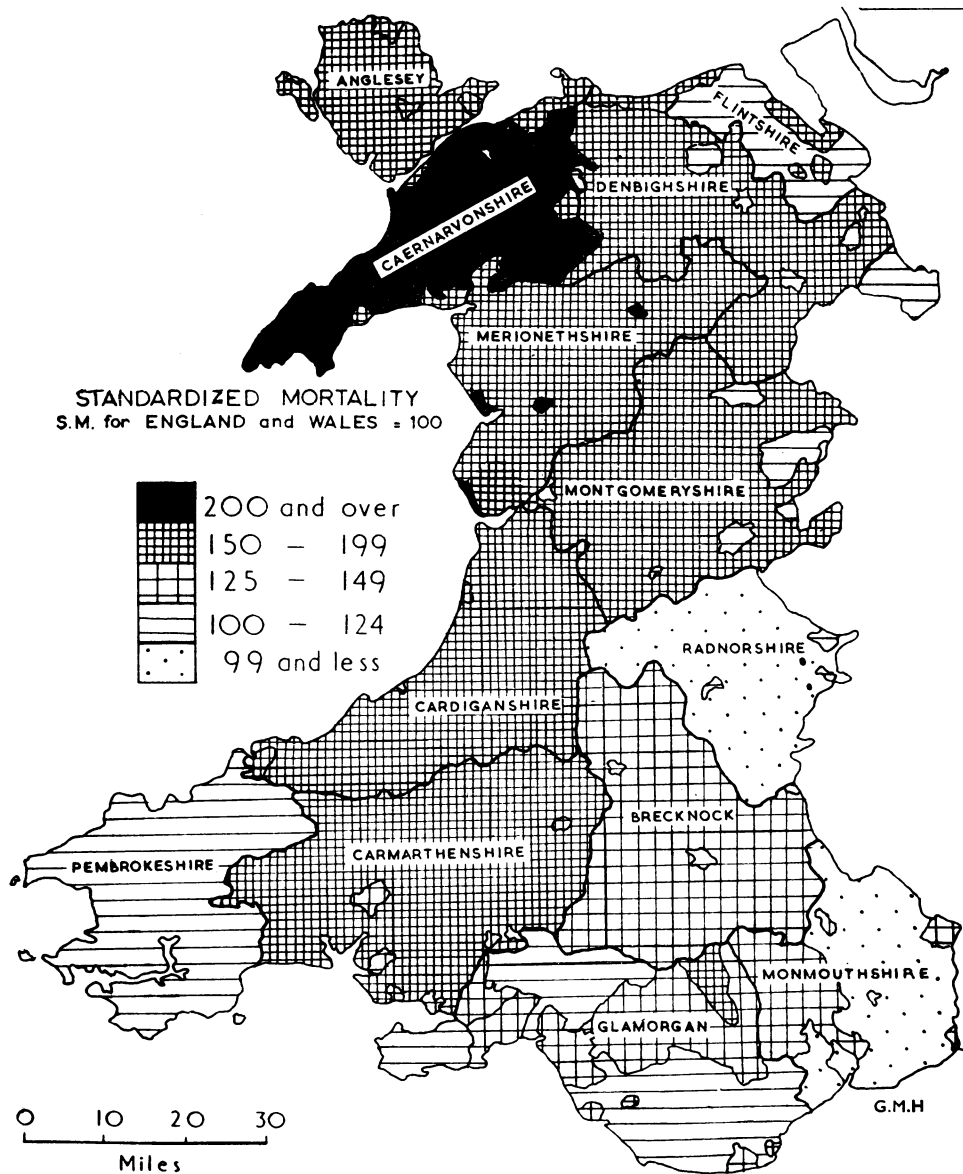 ANGLESEY
FLINTSHIRE
DENBIGHSHIRE
CAERNARVONSHIRE
MERIONETHSHIRE
STANDARDIZED MORTALITY
S.M. for ENGLAND and WALES = 100
MONTGOMERYSHIRE
200 and over
150 – 199
125 – 149
100 – 124
99 and less
RADNORSHIRE
CARDIGANSHIRE
BRECKNOCK
CARMARTHENSHIRE
PEMBROKESHIRE
MONMOUTHSHIRE
GLAMORGAN
G.M.H
0 10 20 30
Miles